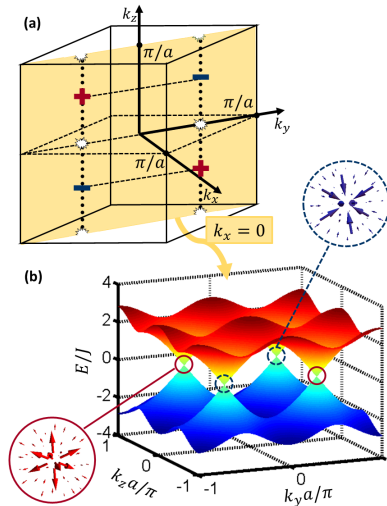 (a)
k_z
π/a
π/a
k_y
π/a
k_x
k_x = 0
(b)
4
2
0
-2
-4
E/J
1
0
-1
k_z a/π
-1
0
1
k_y a/π